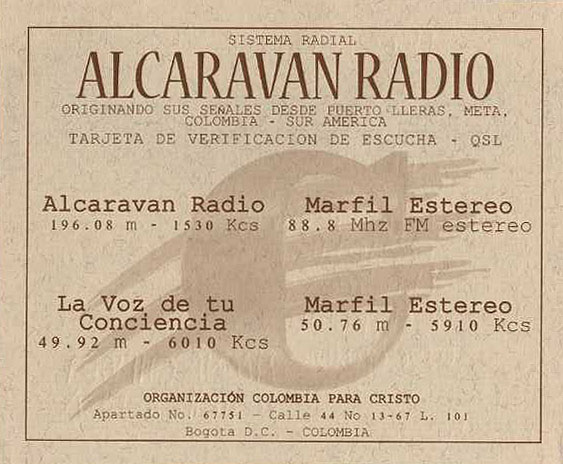 SISTEMA RADIAL
ALCARAVAN RADIO
ORIGINANDO SUS SEÑALES DESDE PUERTO LLERAS, META,
COLOMBIA - SUR AMERICA
TARJETA DE VERIFICACION DE ESCUCHA - QSL
Alcaravan Radio
196.08 m - 1530 Kcs
Marfil Estereo
88.8 Mhz FM estereo
La Voz de tu
Conciencia
49.92 m - 6010 Kcs
Marfil Estereo
50.76 m - 5910 Kcs
ORGANIZACIÓN COLOMBIA PARA CRISTO
Apartado No. 67751 - Calle 44 No 13-67 L. 101
Bogota D.C. - COLOMBIA